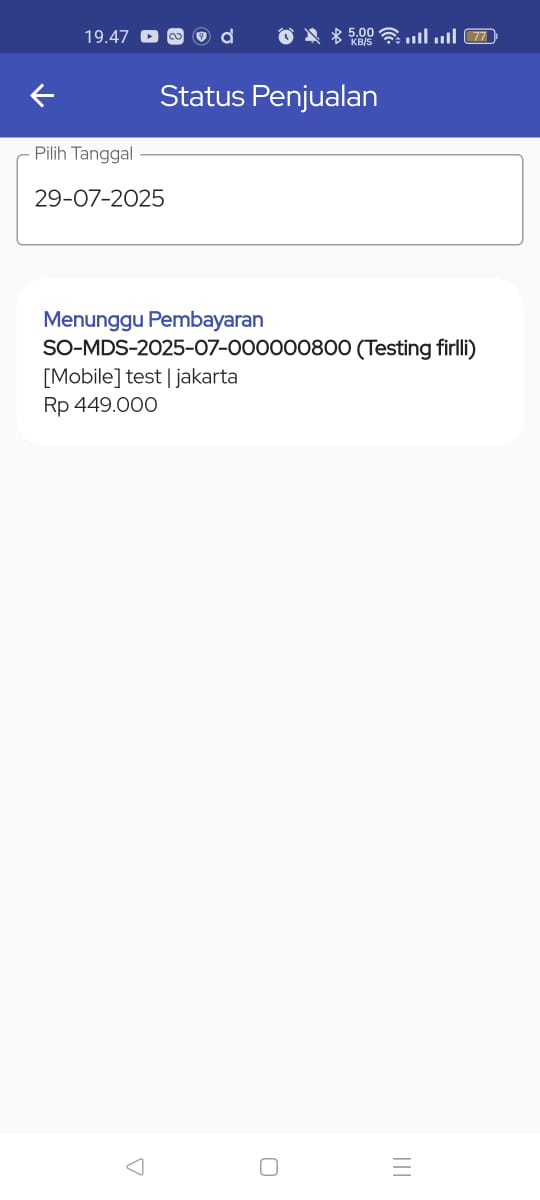 19.47 d 5.00 KB/S 77
Status Penjualan
Pilih Tanggal
29-07-2025
Menunggu Pembayaran
SO-MDS-2025-07-000000800 (Testing firlli)
[Mobile] test | jakarta
Rp 449.000